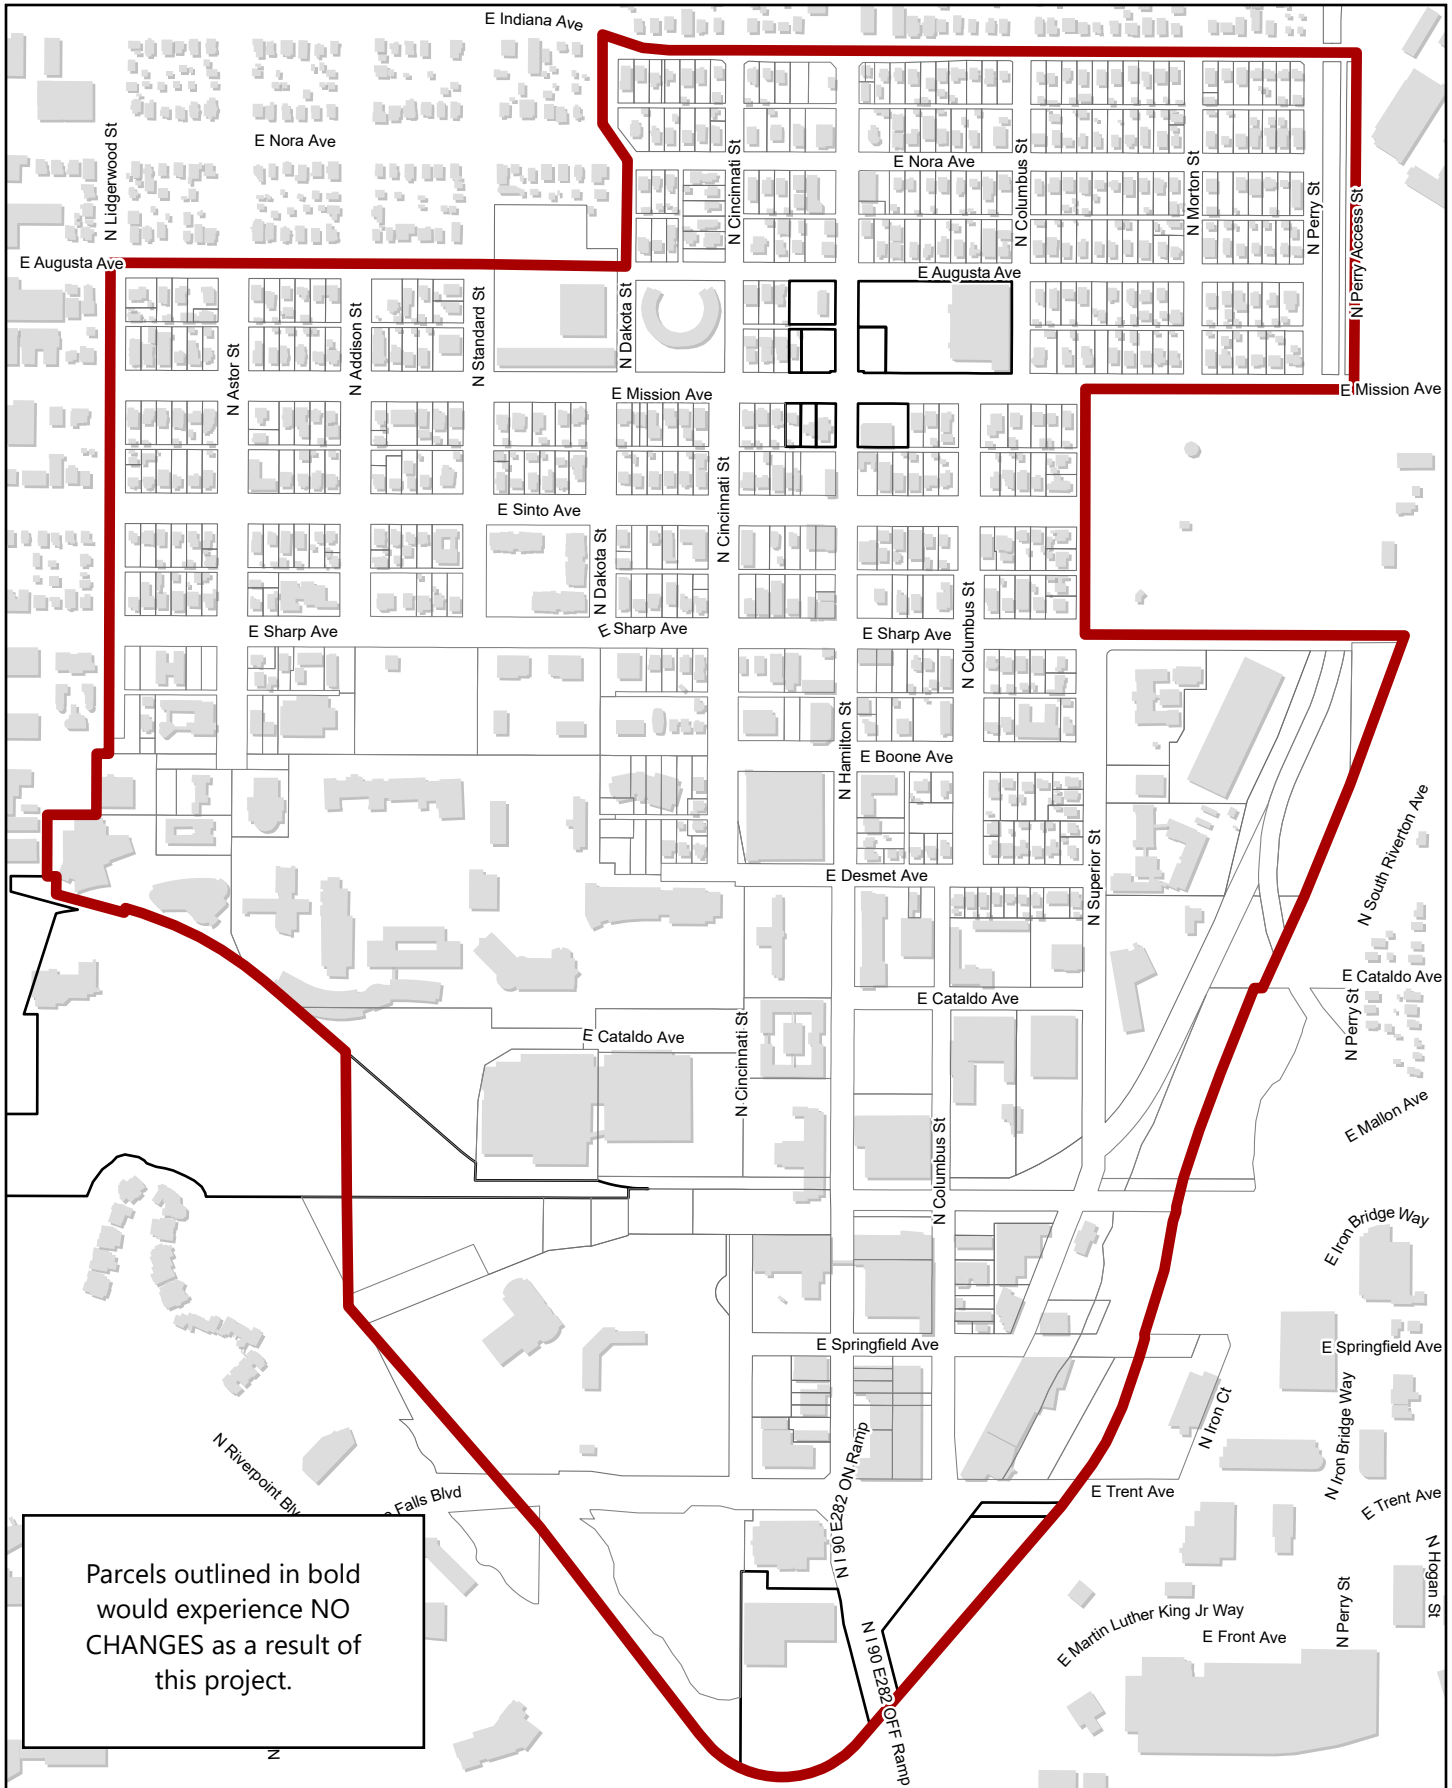 E Indiana Ave
E Nora Ave
N Lidgerwood St
N Cincinnati St
E Nora Ave
N Columbus St
N Morton St
N Perry St
N Perry Access St
E Augusta Ave
E Augusta Ave
N Astor St
N Addison St
N Standard St
N Dakota St
E Mission Ave
E Mission Ave
N Cincinnati St
E Sinto Ave
N Dakota St
N Columbus St
E Sharp Ave
E Sharp Ave
E Sharp Ave
N Hamilton St
E Boone Ave
N Superior St
N South Riverton Ave
E Desmet Ave
E Cataldo Ave
E Cataldo Ave
E Cataldo Ave
N Cincinnati St
N Perry St
E Mallon Ave
N Columbus St
E Iron Bridge Way
E Springfield Ave
E Springfield Ave
N Iron Ct
N Iron Bridge Way
N Riverpoint Blv
Falls Blvd
N I 90 E282 ON Ramp
E Trent Ave
E Trent Ave
N Hogan St
N Perry St
E Martin Luther King Jr Way
E Front Ave
N I 90 E282 OFF Ramp
Parcels outlined in bold
would experience NO
CHANGES as a result of
this project.
N